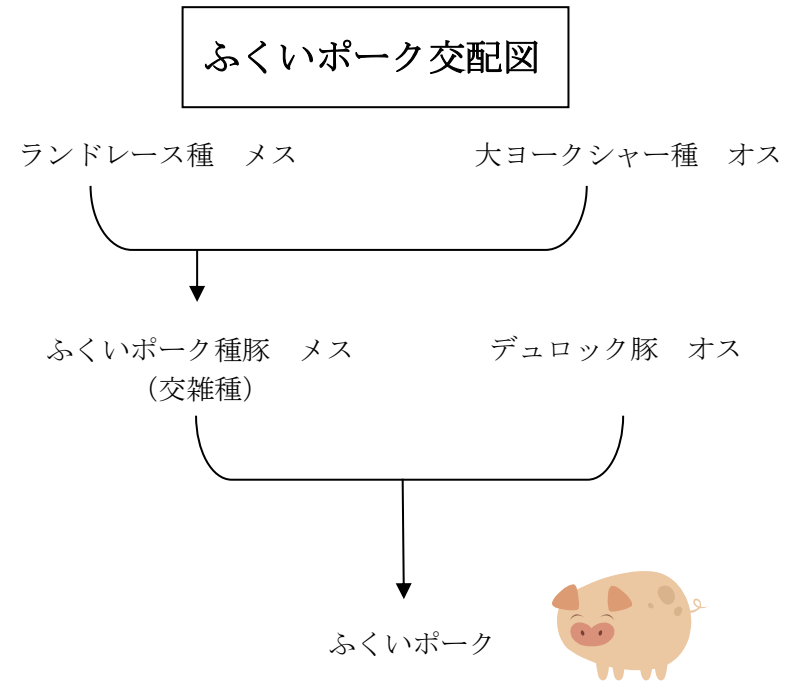 ふくいポーク交配図
ランドレース種　メス
大ヨークシャー種　オス
ふくいポーク種豚　メス
（交雑種）
デュロック豚　オス
ふくいポーク